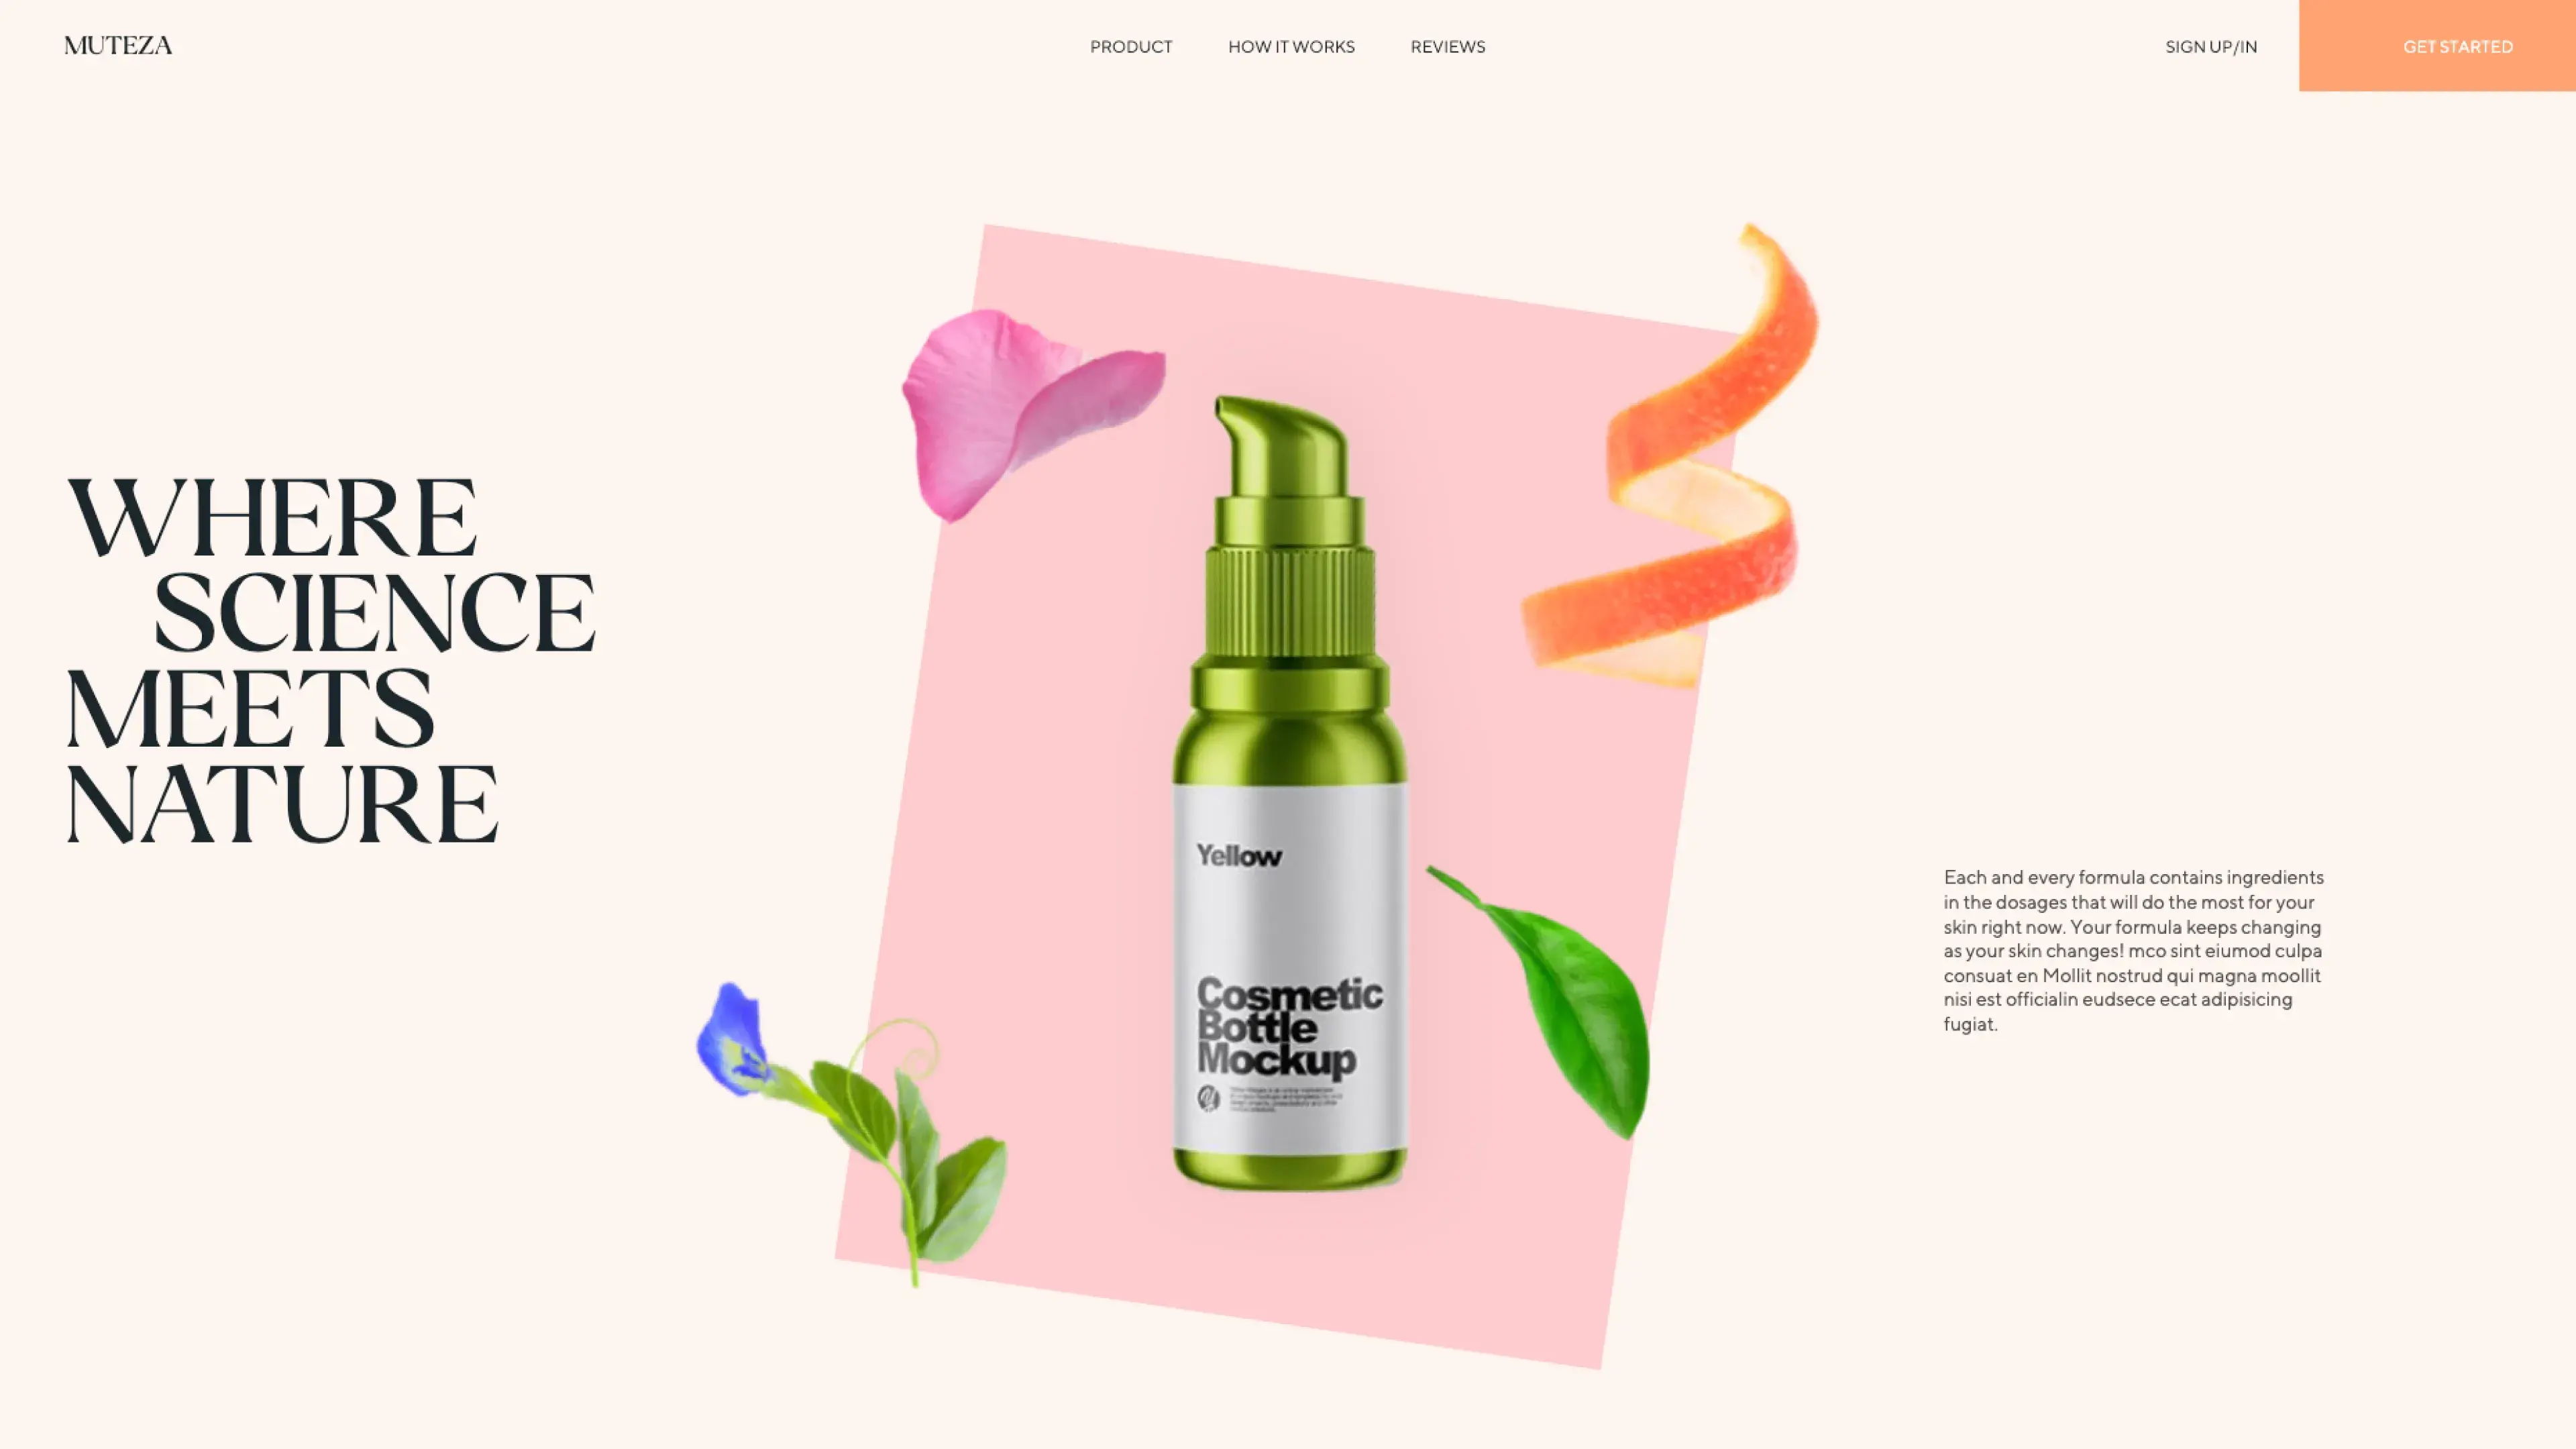 MUTEZA
PRODUCT
HOW IT WORKS
REVIEWS
SIGN UP/IN
GET STARTED
WHERE
SCIENCE
MEETS
NATURE
Yellow
Cosmetic
Bottle
Mockup
Each and every formula contains ingredients
in the dosages that will do the most for your
skin right now. Your formula keeps changing
as your skin changes! mco sint eiumod culpa
consuat en Mollit nostrud qui magna moollit
nisi est officialin eudsece ecat adipisicing
fugiat.